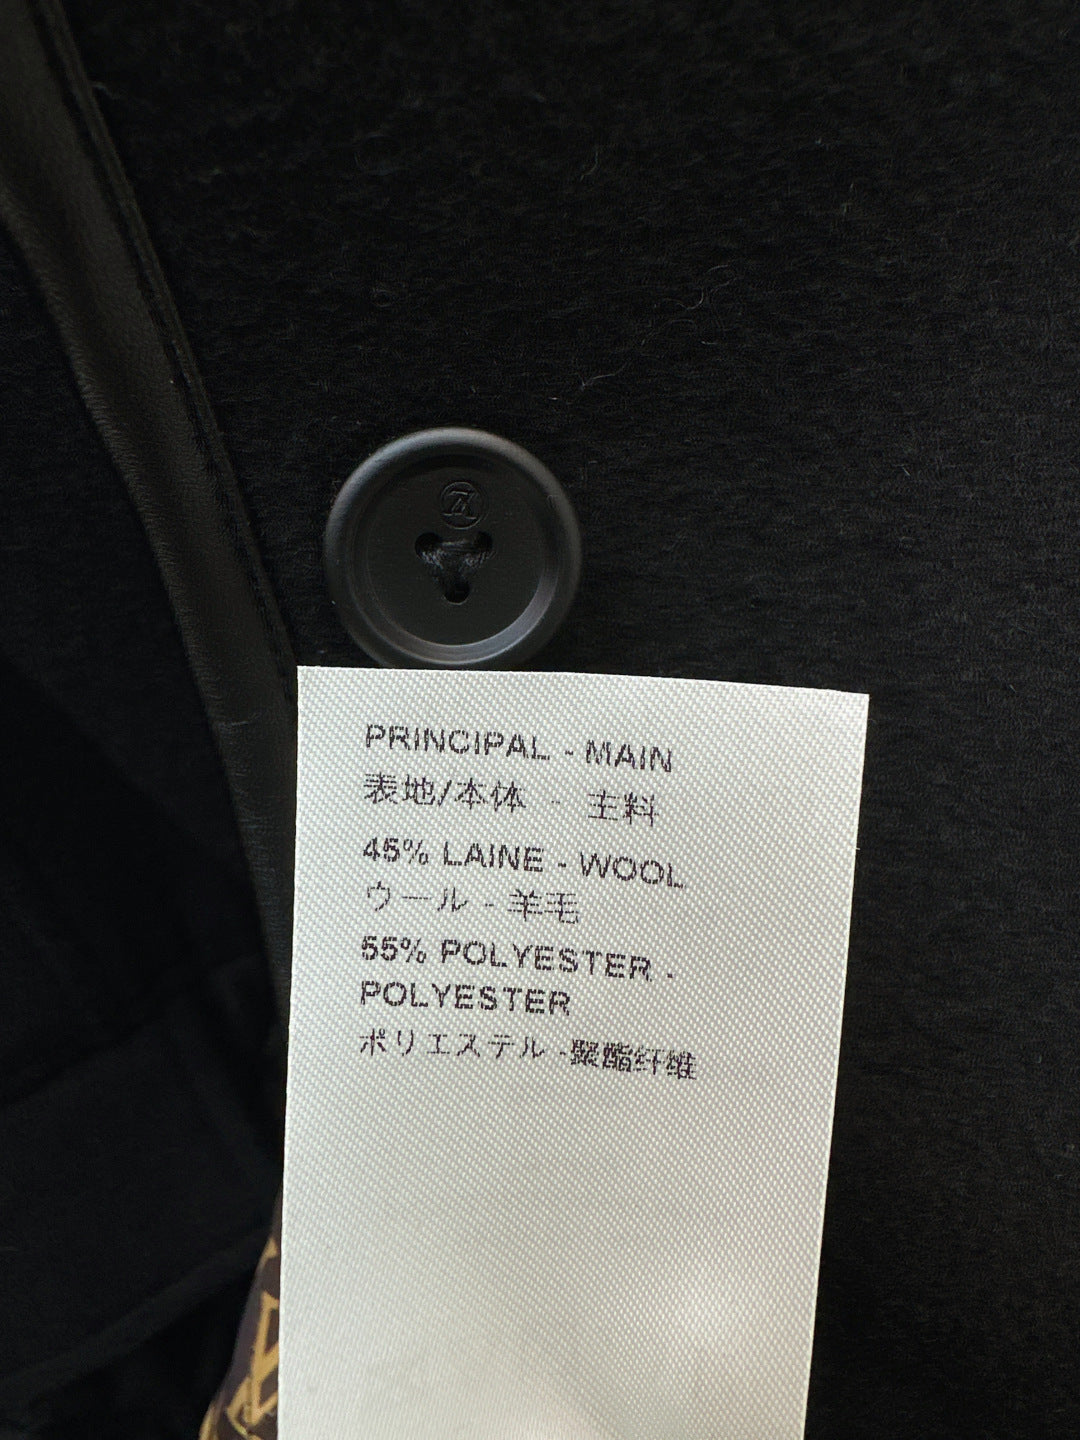 PRINCIPAL - MAIN
表地/本体 - 主料
45% LAINE - WOOL
ウール - 羊毛
55% POLYESTER -
POLYESTER
ポリエステル -聚酯纤维